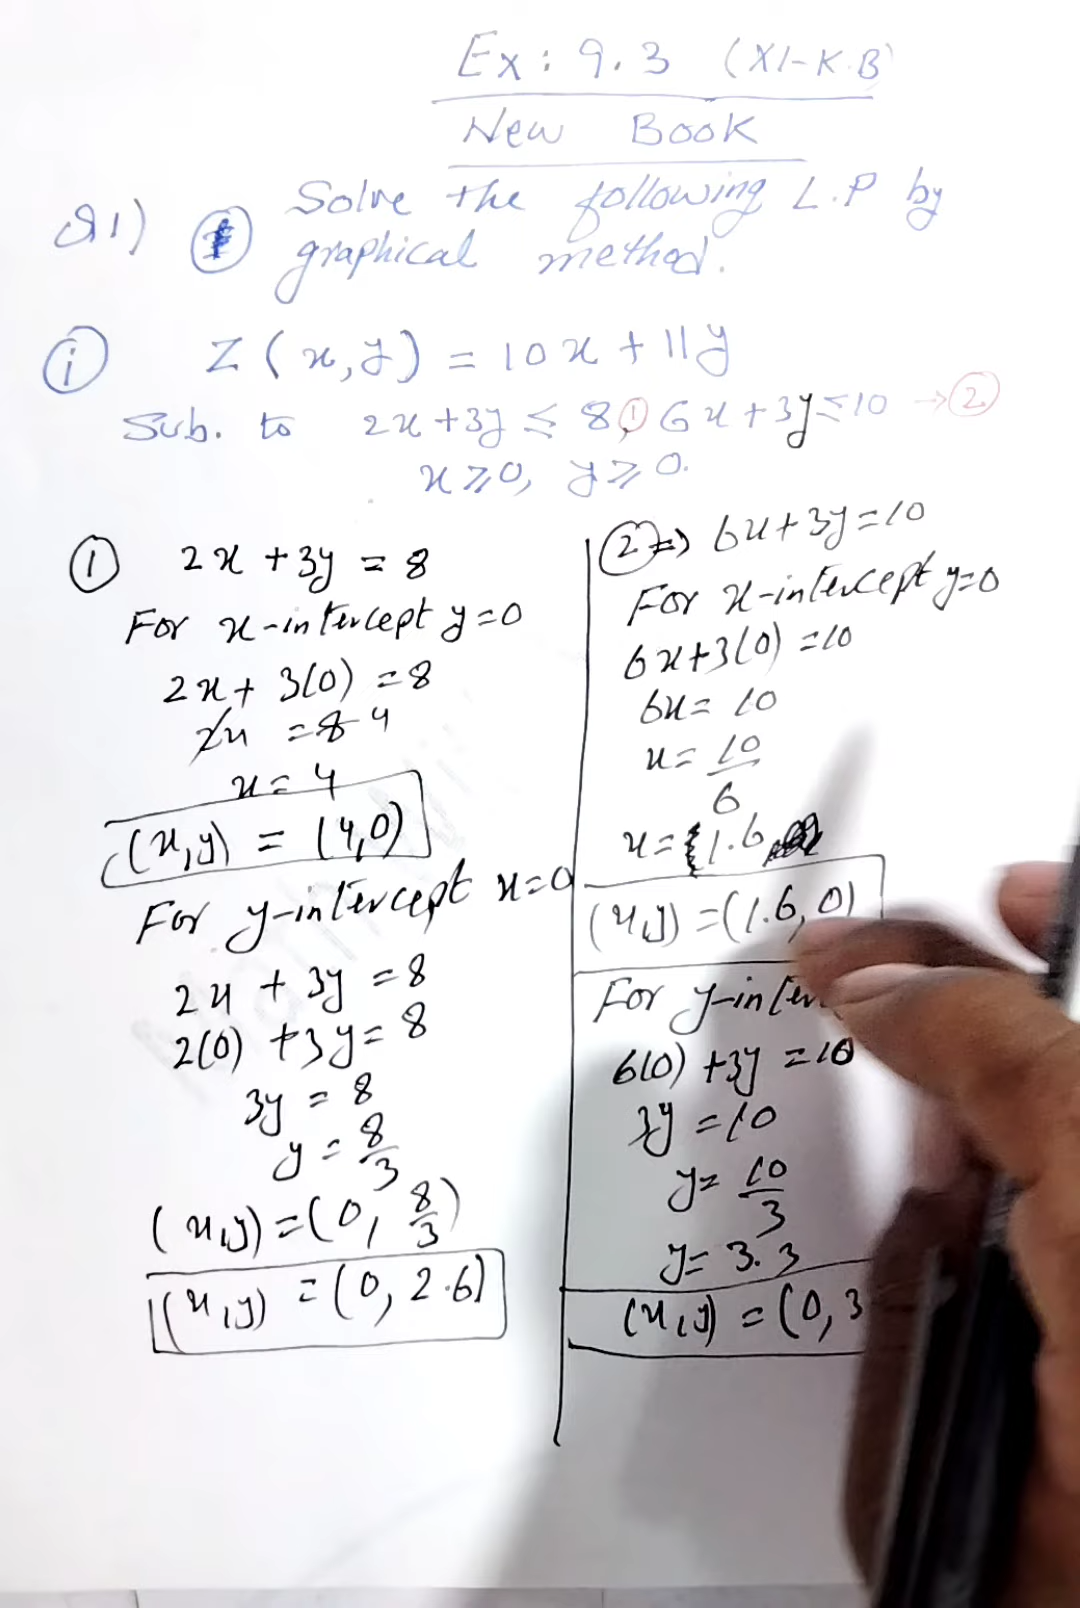 Ex: 9.3 (XI-K.B)
New Book
Q1) Solve the following L.P by
graphical method.
(i) Z(x,y) = 10x + 11y
Sub. to 2x+3y ≤ 8, (1) 6x+3y≤10 → (2)
x ≥ 0, y ≥ 0.
(1) 2x + 3y = 8
For x-intercept y=0
2x + 3(0) = 8
2x = 8 4
x = 4
(x,y) = (4,0)
For y-intercept x=0
2x + 3y = 8
2(0) + 3y = 8
3y = 8
y = 8/3
(x,y) = (0, 8/3)
(x,y) = (0, 2.6)
(2) => 6x+3y=10
For x-intercept y=0
6x+3(0) = 10
6x = 10
x = 10/6
x = 1.6
(x,y) = (1.6, 0)
For y-inter
6(0) + 3y = 10
3y = 10
y = 10/3
y = 3.3
(x,y) = (0,3